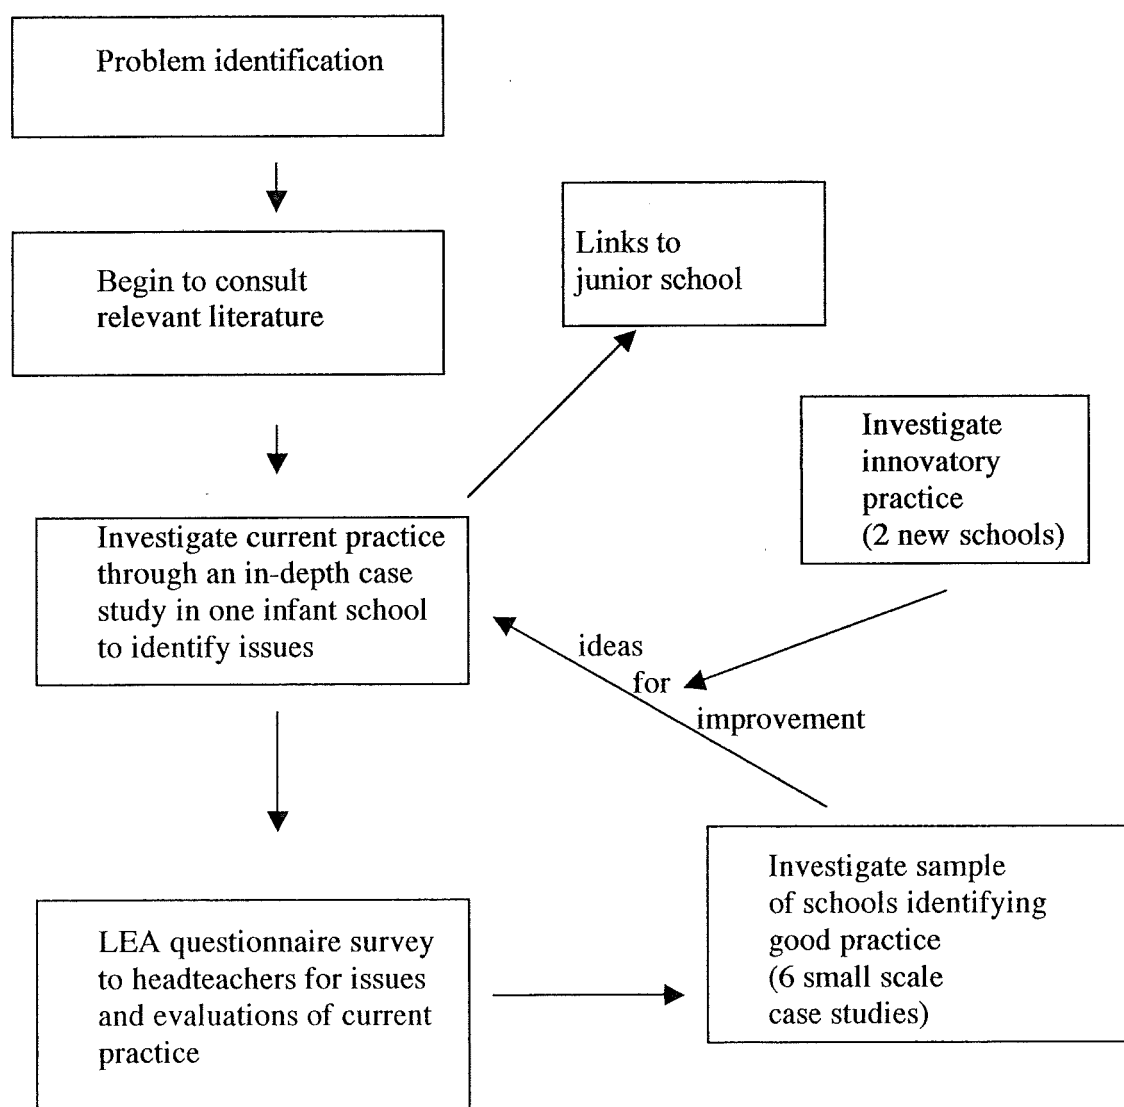 Problem identification
Begin to consult
relevant literature
Links to
junior school
Investigate
innovatory
practice
(2 new schools)
Investigate current practice
through an in-depth case
study in one infant school
to identify issues
ideas
for
improvement
Investigate sample
of schools identifying
good practice
(6 small scale
case studies)
LEA questionnaire survey
to headteachers for issues
and evaluations of current
practice